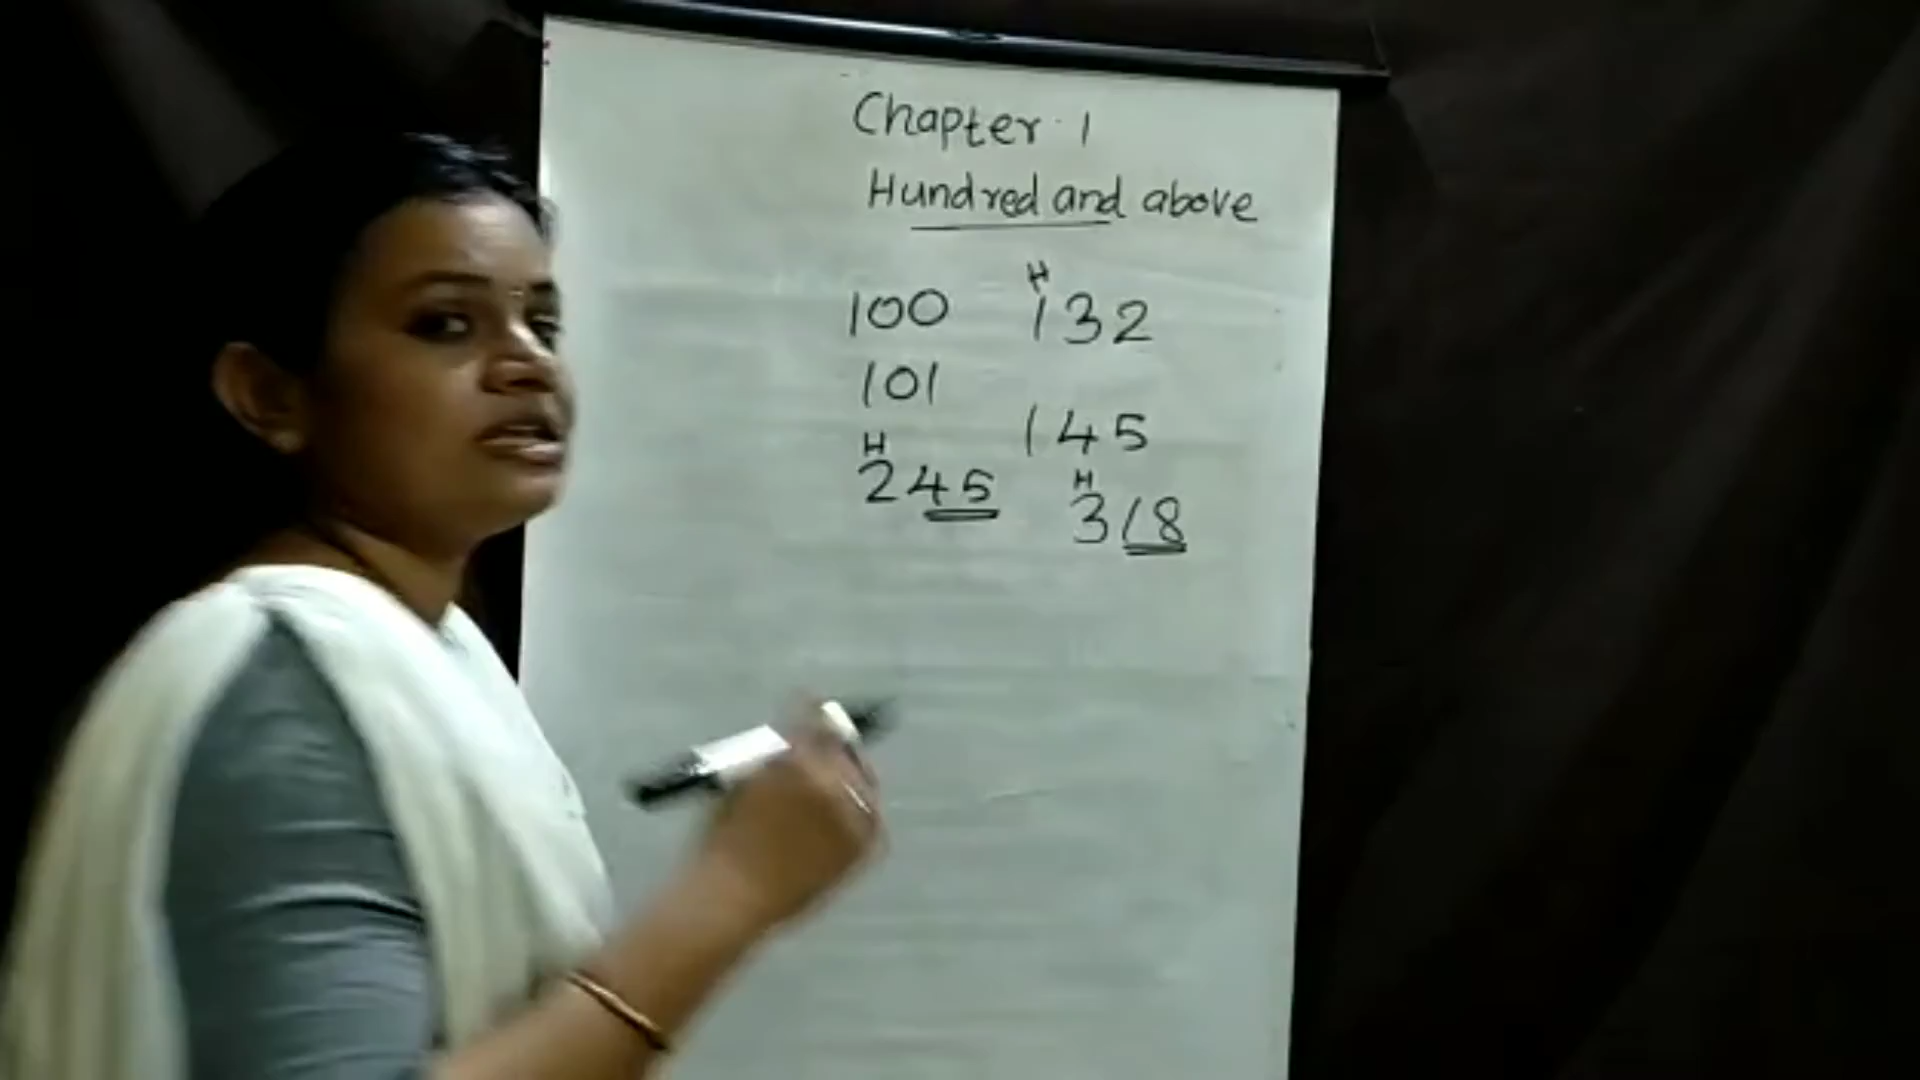 Chapter 1
Hundred and above
H
100 132
101
145
H
245
H
318